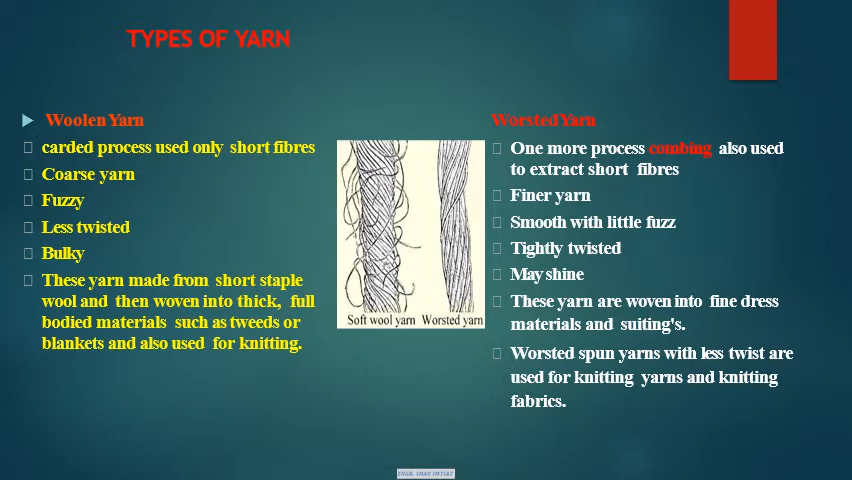 TYPES OF YARN
Woolen Yarn
carded process used only short fibres
Coarse yarn
Fuzzy
Less twisted
Bulky
These yarn made from short staple
wool and then woven into thick, full
bodied materials such as tweeds or
blankets and also used for knitting.
Soft wool yarn Worsted yarn
Worsted Yarn
One more process combing also used
to extract short fibres
Finer yarn
Smooth with little fuzz
Tightly twisted
May shine
These yarn are woven into fine dress
materials and suiting's.
Worsted spun yarns with less twist are
used for knitting yarns and knitting
fabrics.
ENGR. SHAH IMTIAZ